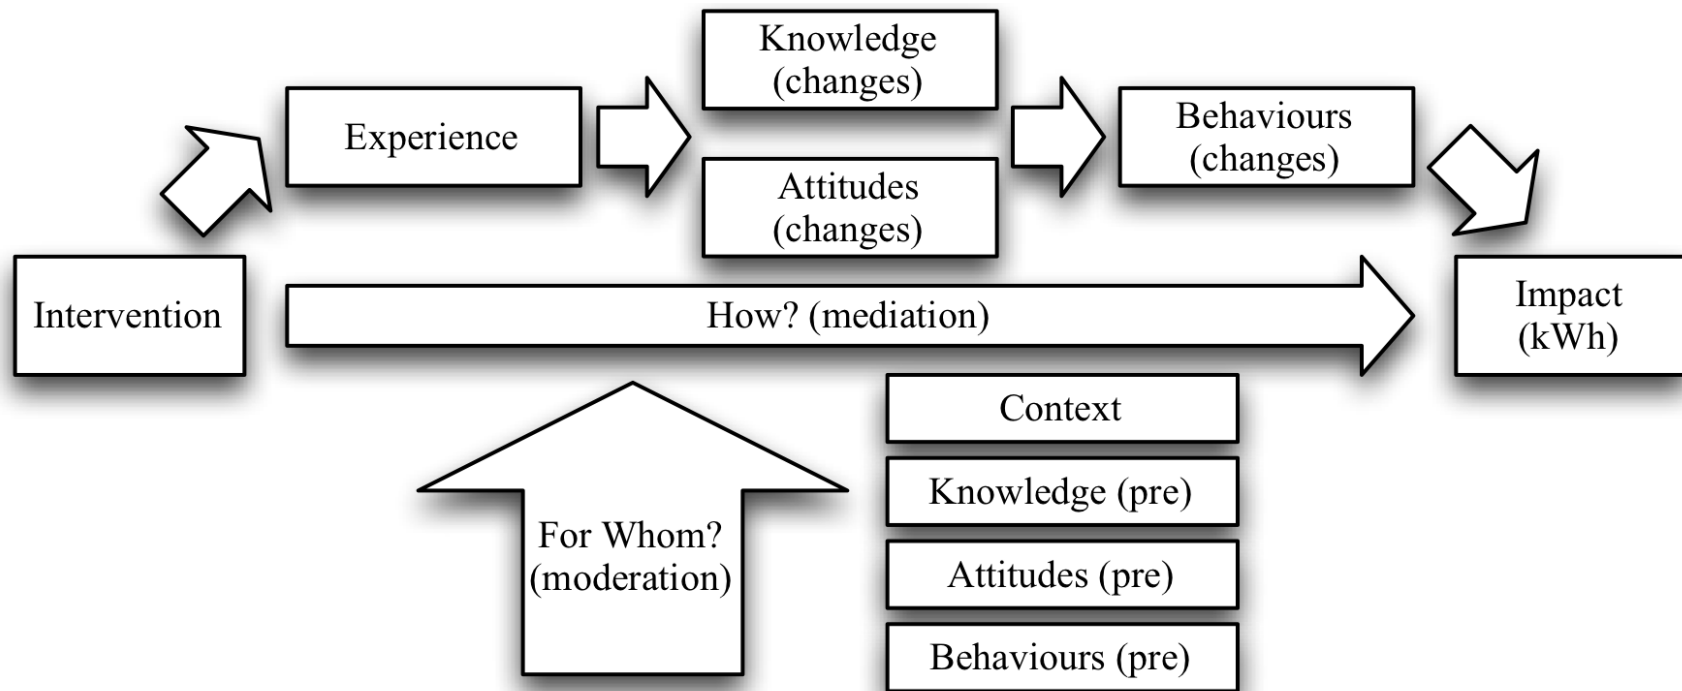 Knowledge
(changes)
Experience
Behaviours
(changes)
Attitudes
(changes)
Intervention
How? (mediation)
Impact
(kWh)
Context
Knowledge (pre)
For Whom?
(moderation)
Attitudes (pre)
Behaviours (pre)